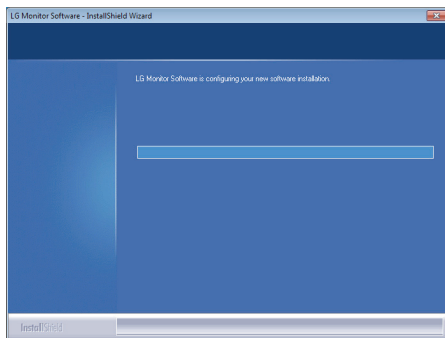 LG Monitor Software - InstallShield Wizard
LG Monitor Software is configuring your new software installation.
InstallShield